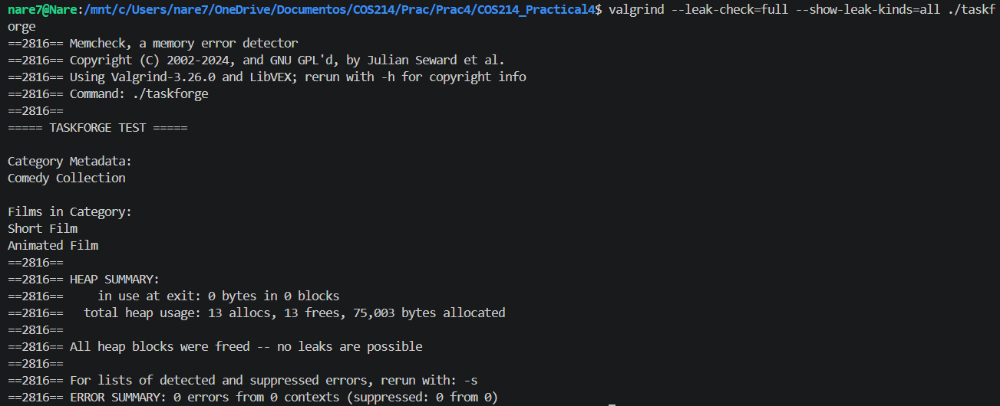 nare7@Nare:/mnt/c/Users/nare7/OneDrive/Documentos/COS214/Prac/Prac4/COS214_Practical4$ valgrind --leak-check=full --show-leak-kinds=all ./taskf
orge
==2816== Memcheck, a memory error detector
==2816== Copyright (C) 2002-2024, and GNU GPL'd, by Julian Seward et al.
==2816== Using Valgrind-3.26.0 and LibVEX; rerun with -h for copyright info
==2816== Command: ./taskforge
==2816==
===== TASKFORGE TEST =====
Category Metadata:
Comedy Collection
Films in Category:
Short Film
Animated Film
==2816==
==2816== HEAP SUMMARY:
==2816==     in use at exit: 0 bytes in 0 blocks
==2816==   total heap usage: 13 allocs, 13 frees, 75,003 bytes allocated
==2816==
==2816== All heap blocks were freed -- no leaks are possible
==2816==
==2816== For lists of detected and suppressed errors, rerun with: -s
==2816== ERROR SUMMARY: 0 errors from 0 contexts (suppressed: 0 from 0)